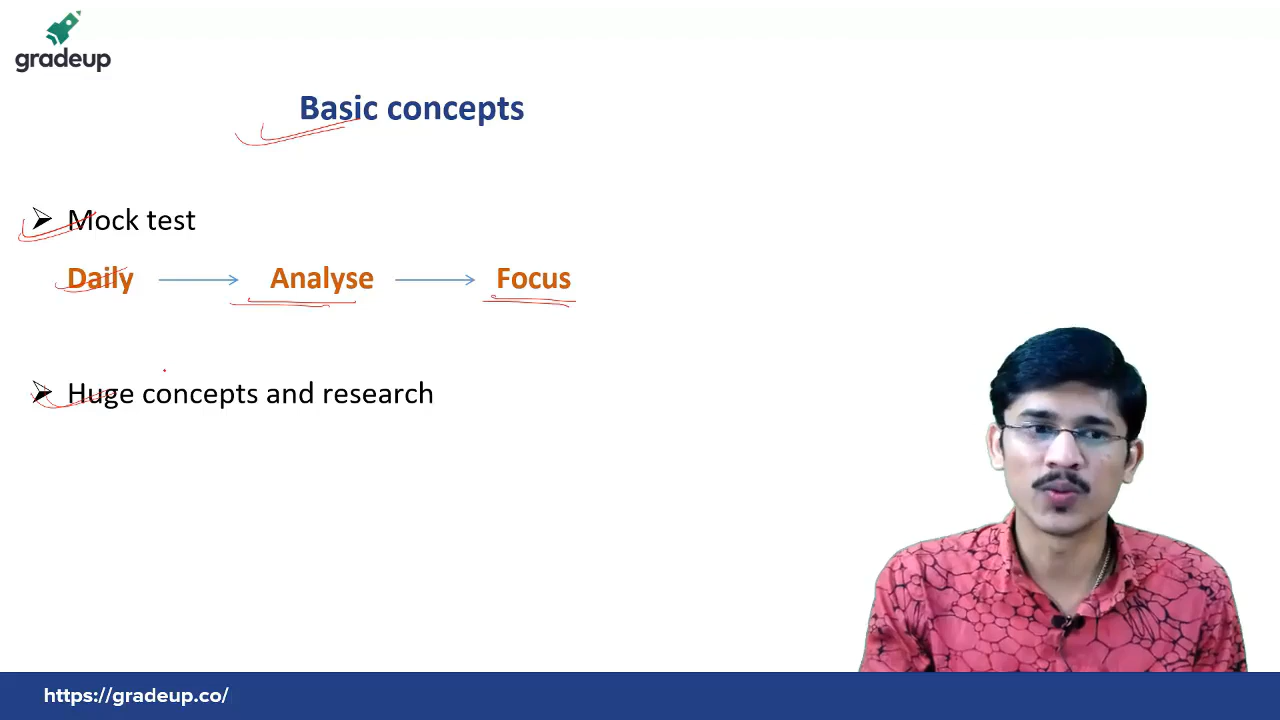 gradeup
Basic concepts
Mock test
Daily Analyse Focus
Huge concepts and research
https://gradeup.co/